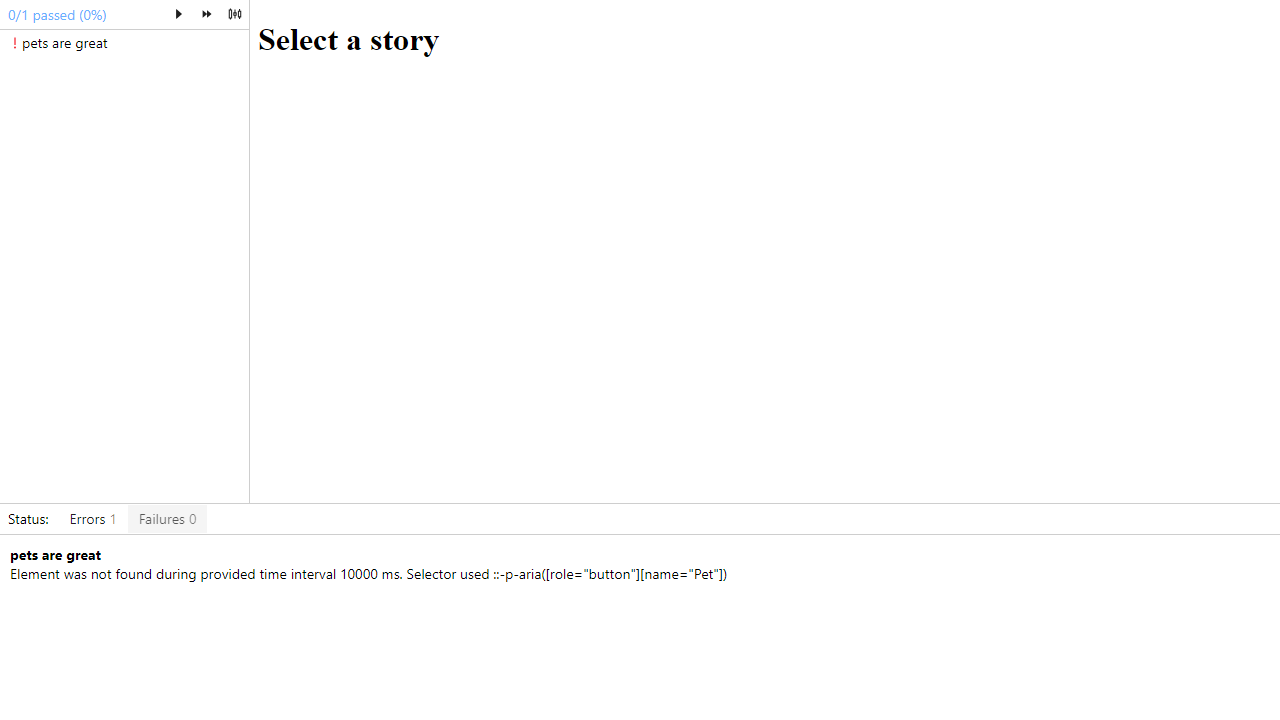 0/1 passed (0%)
! pets are great
Select a story
Status: Errors 1 Failures 0
pets are great
Element was not found during provided time interval 10000 ms. Selector used ::-p-aria([role="button"][name="Pet"])